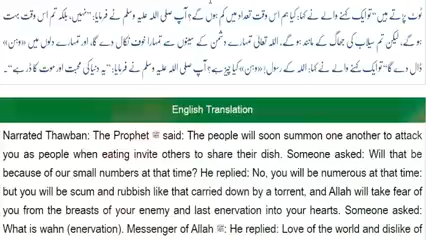 ٹوٹ پڑتے ہیں“ تو ایک کہنے والے نے کہا: کیا ہم اس وقت تعداد میں کم ہوں گے؟ آپ صلی اللہ علیہ وسلم نے فرمایا: ”نہیں، بلکہ تم اس وقت بہت
ہو گے، لیکن تم سیلاب کی جھاگ کے مانند ہو گے، اللہ تعالیٰ تمہارے دشمن کے سینوں سے تمہارا خوف نکال دے گا، اور تمہارے دلوں میں «وہن»
ڈال دے گا“ تو ایک کہنے والے نے کہا: اللہ کے رسول! «وہن» کیا چیز ہے؟ آپ صلی اللہ علیہ وسلم نے فرمایا: ”یہ دنیا کی محبت اور موت کا ڈر ہے“۔
English Translation
Narrated Thawban: The Prophet ﷺ said: The people will soon summon one another to attack
you as people when eating invite others to share their dish. Someone asked: Will that be
because of our small numbers at that time? He replied: No, you will be numerous at that time:
but you will be scum and rubbish like that carried down by a torrent, and Allah will take fear of
you from the breasts of your enemy and last enervation into your hearts. Someone asked:
What is wahn (enervation). Messenger of Allah ﷺ: He replied: Love of the world and dislike of